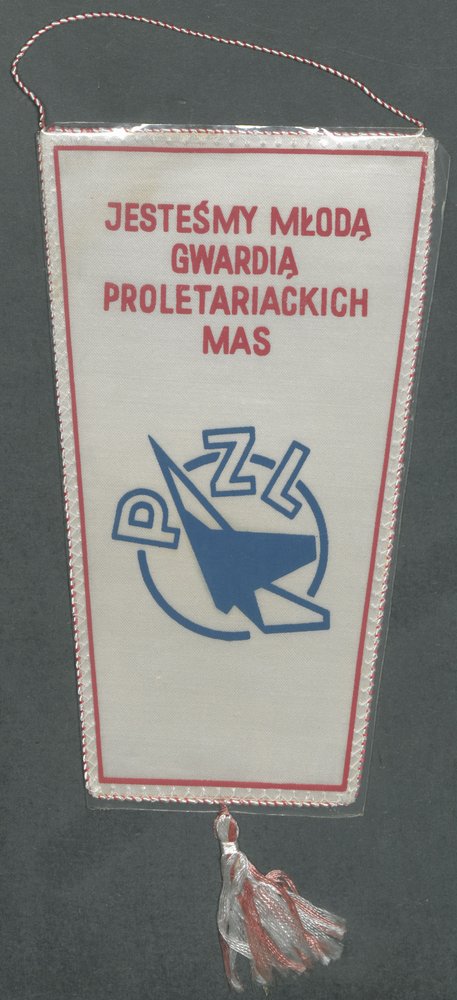 JESTEŚMY MŁODĄ
GWARDIĄ
PROLETARIACKICH
MAS
PZL